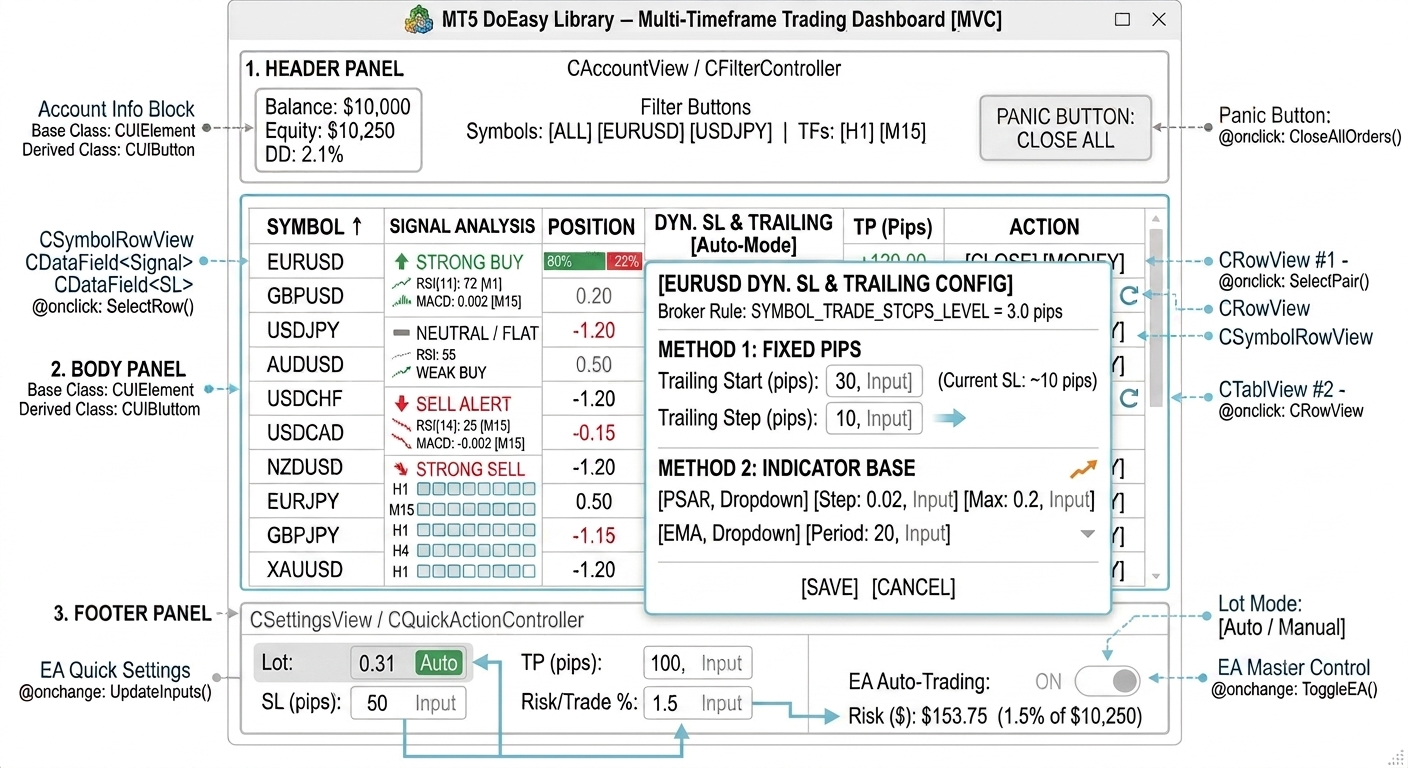 MT5 DoEasy Library – Multi-Timeframe Trading Dashboard [MVC]
1. HEADER PANEL
CAccountView / CFilterController
Account Info Block
Base Class: CUIElement
Derived Class: CUIButton
Balance: $10,000
Equity: $10,250
DD: 2.1%
Filter Buttons
Symbols: [ALL] [EURUSD] [USDJPY] | TFs: [H1] [M15]
PANIC BUTTON:
CLOSE ALL
Panic Button:
@onclick: CloseAllOrders()
CSymbolRowView
CDataField<Signal>
CDataField<SL>
@onclick: SelectRow()
2. BODY PANEL
Base Class: CUIElement
Derived Class: CUIBluttom
SYMBOL ↑
EURUSD
GBPUSD
USDJPY
AUDUSD
USDCHF
USDCAD
NZDUSD
EURJPY
GBPJPY
XAUUSD
SIGNAL ANALYSIS
STRONG BUY
RSI[11]: 72 M1]
MACD: 0.002 [M15]
NEUTRAL / FLAT
RSI: 55
WEAK BUY
SELL ALERT
RSI[14]: 25 [M15]
MACD: -0.002 [M15]
STRONG SELL
H1
M15
H1
H4
H1
POSITION
80% 22%
0.20
-1.20
0.50
-1.20
-0.15
-1.20
0.50
-1.15
-1.20
DYN. SL & TRAILING
[Auto-Mode]
TP (Pips)
ACTION
[CLOSE] [MODIFY]
[EURUSD DYN. SL & TRAILING CONFIG]
Broker Rule: SYMBOL_TRADE_STCPS_LEVEL = 3.0 pips
METHOD 1: FIXED PIPS
Trailing Start (pips): 30, Input] (Current SL: ~10 pips)
Trailing Step (pips): 10, Input]
METHOD 2: INDICATOR BASE
[PSAR, Dropdown] [Step: 0.02, Input] [Max: 0.2, Input]
[EMA, Dropdown] [Period: 20, Input]
[SAVE] [CANCEL]
CRowView #1 -
@onclick: SelectPair()
CRowView
CSymbolRowView
CTablView #2 -
@onclick: CRowView
3. FOOTER PANEL
CSettingsView / CQuickActionController
EA Quick Settings
@onchange: UpdateInputs()
Lot: 0.31 Auto
SL (pips): 50 Input
TP (pips): 100, Input
Risk/Trade %: 1.5 Input
EA Auto-Trading: ON
Risk ($): $153.75 (1.5% of $10,250)
Lot Mode:
[Auto / Manual]
EA Master Control
@onchange: ToggleEA()